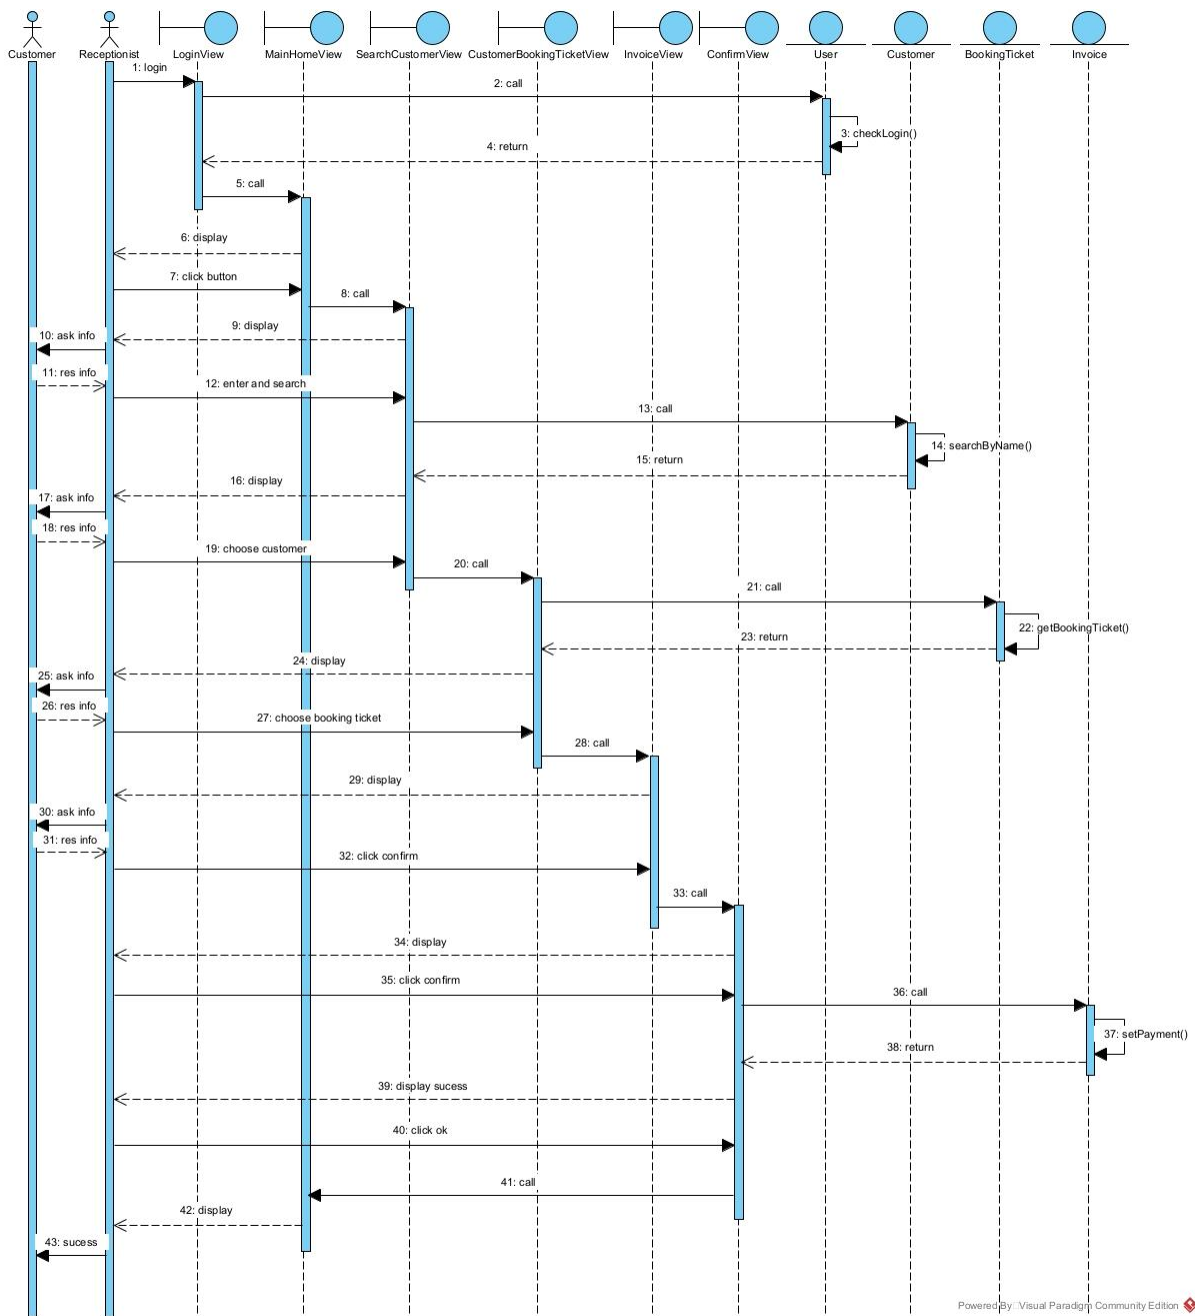 Customer
Receptionist
LoginView
MainHomeView
SearchCustomerView
CustomerBookingTicketView
InvoiceView
ConfirmView
User
Customer
BookingTicket
Invoice
1: login
2: call
3: checkLogin()
4: return
5: call
6: display
7: click button
8: call
9: display
10: ask info
11: res info
12: enter and search
13: call
14: searchByName()
15: return
16: display
17: ask info
18: res info
19: choose customer
20: call
21: call
22: getBookingTicket()
23: return
24: display
25: ask info
26: res info
27: choose booking ticket
28: call
29: display
30: ask info
31: res info
32: click confirm
33: call
34: display
35: click confirm
36: call
37: setPayment()
38: return
39: display sucess
40: click ok
41: call
42: display
43: sucess
Powered By Visual Paradigm Community Edition